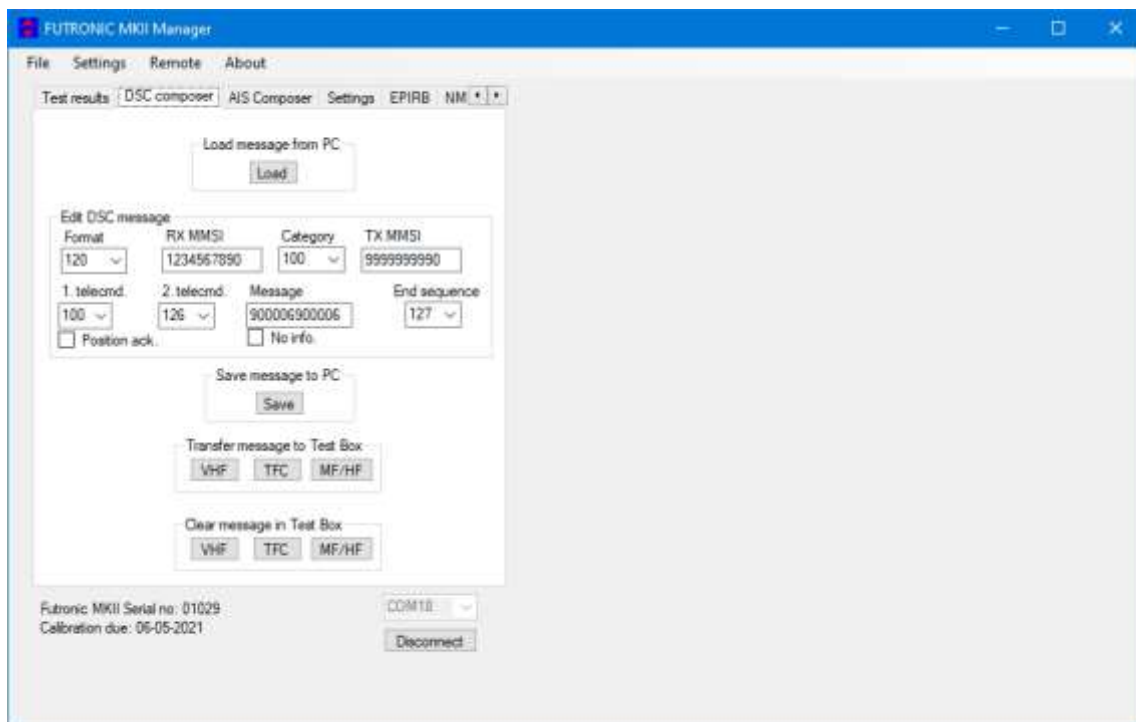 FUTRONIC MKII Manager
File Settings Remote About
Test results DSC composer AIS Composer Settings EPIRB NM
Load message from PC
Load
Edit DSC message
Format RX MMSI Category TX MMSI
120 1234567890 100 9999999990
1. telecmd. 2. telecmd. Message End sequence
100 126 900006900006 127
Position ack. No info.
Save message to PC
Save
Transfer message to Test Box
VHF TFC MF/HF
Clear message in Test Box
VHF TFC MF/HF
Futronic MKII Serial no: 01029 COM18
Calibration due: 06-05-2021
Disconnect